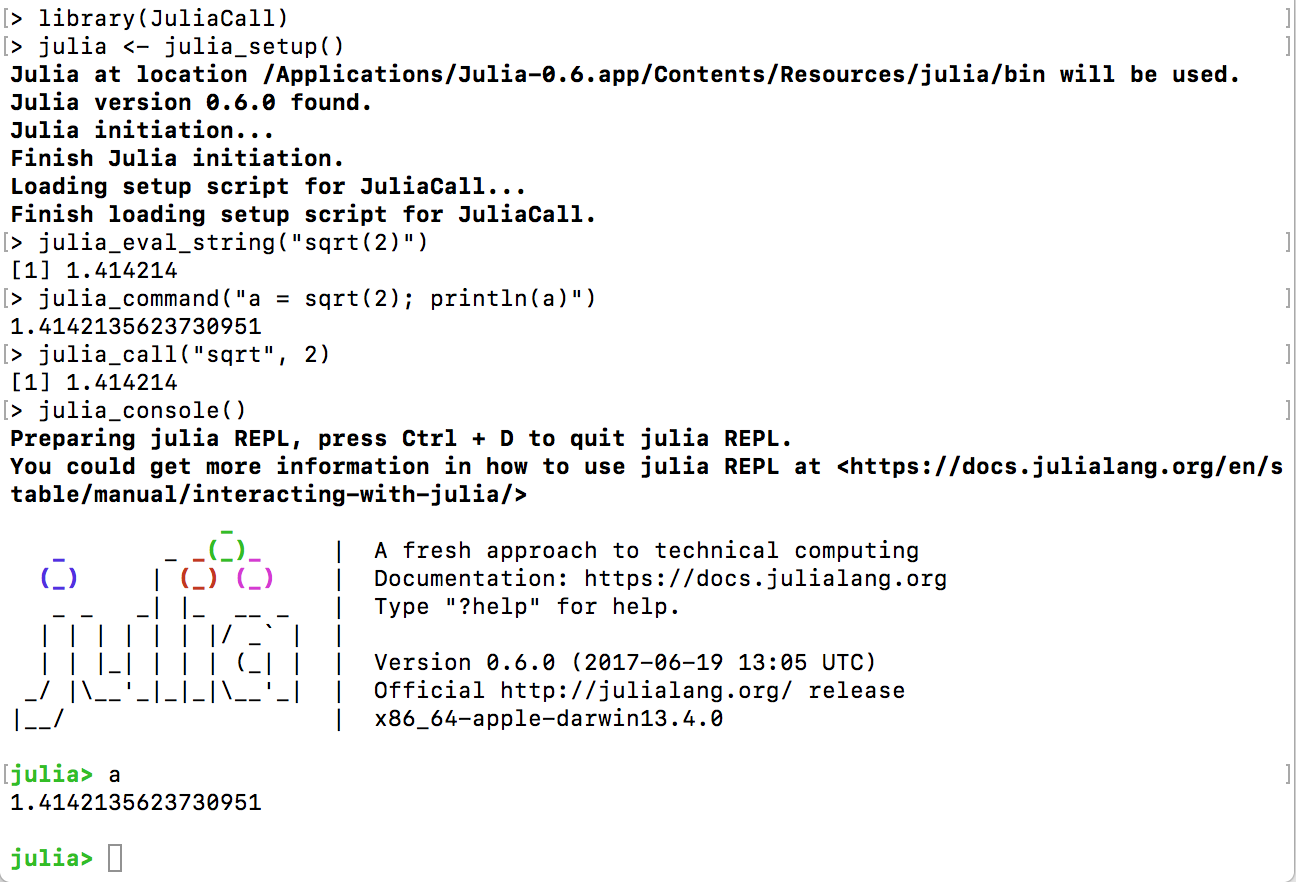 [> library(JuliaCall) ]
[> julia <- julia_setup() ]
Julia at location /Applications/Julia-0.6.app/Contents/Resources/julia/bin will be used.
Julia version 0.6.0 found.
Julia initiation...
Finish Julia initiation.
Loading setup script for JuliaCall...
Finish loading setup script for JuliaCall.
[> julia_eval_string("sqrt(2)") ]
[1] 1.414214
[> julia_command("a = sqrt(2); println(a)") ]
1.4142135623730951
[> julia_call("sqrt", 2) ]
[1] 1.414214
[> julia_console() ]
Preparing julia REPL, press Ctrl + D to quit julia REPL.
You could get more information in how to use julia REPL at <https://docs.julialang.org/en/s
table/manual/interacting-with-julia/>
               _
   _       _ _(_)_     |  A fresh approach to technical computing
  (_)     | (_) (_)    |  Documentation: https://docs.julialang.org
   _ _   _| |_  __ _   |  Type "?help" for help.
  | | | | | | |/ _` |  |
  | | |_| | | | (_| |  |  Version 0.6.0 (2017-06-19 13:05 UTC)
 _/ |\__'_|_|_|\__'_|  |  Official http://julialang.org/ release
|__/                   |  x86_64-apple-darwin13.4.0
[julia> a ]
1.4142135623730951
julia>